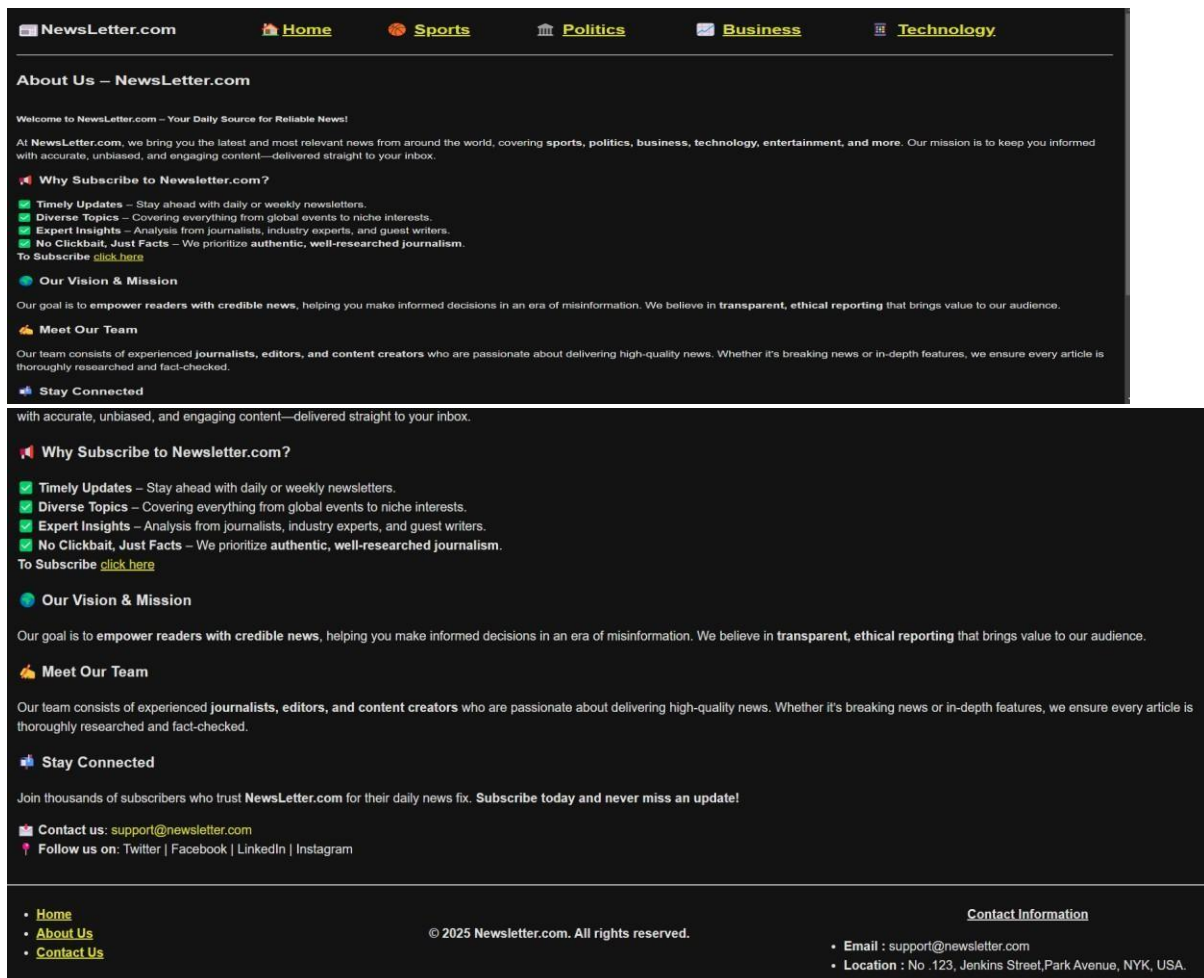 NewsLetter.com Home Sports Politics Business Technology
About Us – NewsLetter.com
Welcome to NewsLetter.com – Your Daily Source for Reliable News!
At NewsLetter.com, we bring you the latest and most relevant news from around the world, covering sports, politics, business, technology, entertainment, and more. Our mission is to keep you informed
with accurate, unbiased, and engaging content—delivered straight to your inbox.
Why Subscribe to Newsletter.com?
Timely Updates – Stay ahead with daily or weekly newsletters.
Diverse Topics – Covering everything from global events to niche interests.
Expert Insights – Analysis from journalists, industry experts, and guest writers.
No Clickbait, Just Facts – We prioritize authentic, well-researched journalism.
To Subscribe click here
Our Vision & Mission
Our goal is to empower readers with credible news, helping you make informed decisions in an era of misinformation. We believe in transparent, ethical reporting that brings value to our audience.
Meet Our Team
Our team consists of experienced journalists, editors, and content creators who are passionate about delivering high-quality news. Whether it's breaking news or in-depth features, we ensure every article is
thoroughly researched and fact-checked.
Stay Connected
with accurate, unbiased, and engaging content—delivered straight to your inbox.
Why Subscribe to Newsletter.com?
Timely Updates – Stay ahead with daily or weekly newsletters.
Diverse Topics – Covering everything from global events to niche interests.
Expert Insights – Analysis from journalists, industry experts, and guest writers.
No Clickbait, Just Facts – We prioritize authentic, well-researched journalism.
To Subscribe click here
Our Vision & Mission
Our goal is to empower readers with credible news, helping you make informed decisions in an era of misinformation. We believe in transparent, ethical reporting that brings value to our audience.
Meet Our Team
Our team consists of experienced journalists, editors, and content creators who are passionate about delivering high-quality news. Whether it's breaking news or in-depth features, we ensure every article is
thoroughly researched and fact-checked.
Stay Connected
Join thousands of subscribers who trust NewsLetter.com for their daily news fix. Subscribe today and never miss an update!
Contact us: support@newsletter.com
Follow us on: Twitter | Facebook | LinkedIn | Instagram
• Home
• About Us
• Contact Us
© 2025 Newsletter.com. All rights reserved.
Contact Information
• Email : support@newsletter.com
• Location : No .123, Jenkins Street,Park Avenue, NYK, USA.